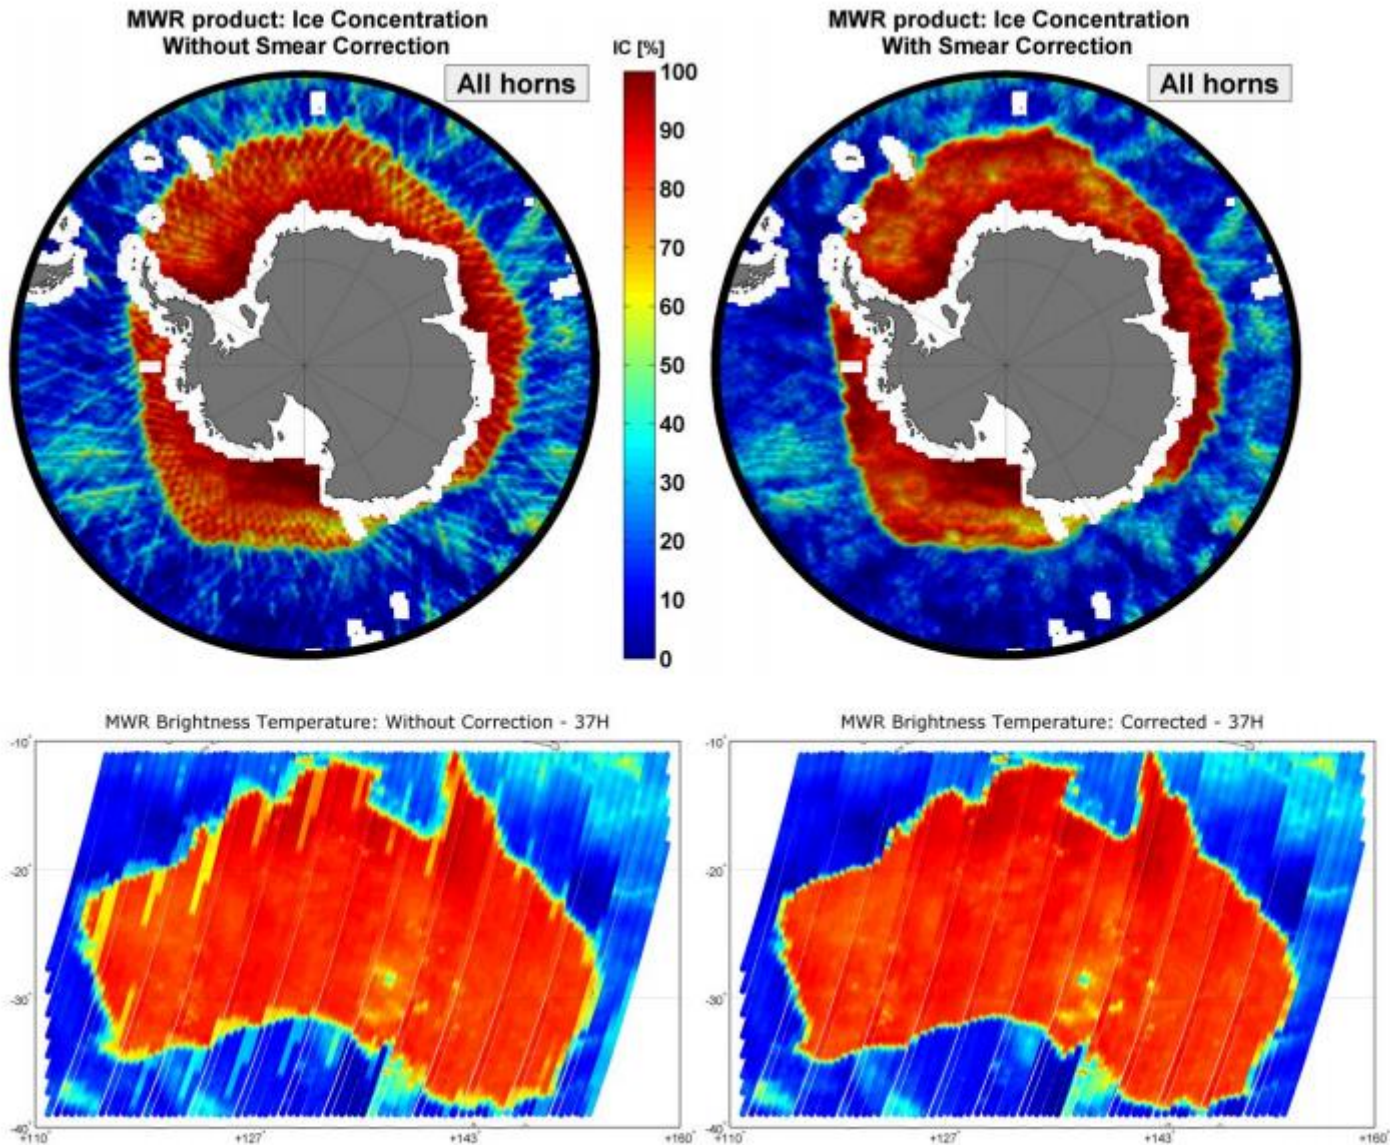 MWR product: Ice Concentration
Without Smear Correction
All horns
IC [%]
100
90
80
70
60
50
40
30
20
10
0
MWR product: Ice Concentration
With Smear Correction
All horns
MWR Brightness Temperature: Without Correction - 37H
-10°
-20°
-30°
-40°
+110° +127° +143° +160°
MWR Brightness Temperature: Corrected - 37H
-10°
-20°
-30°
-40°
+110° +127° +143° +160°